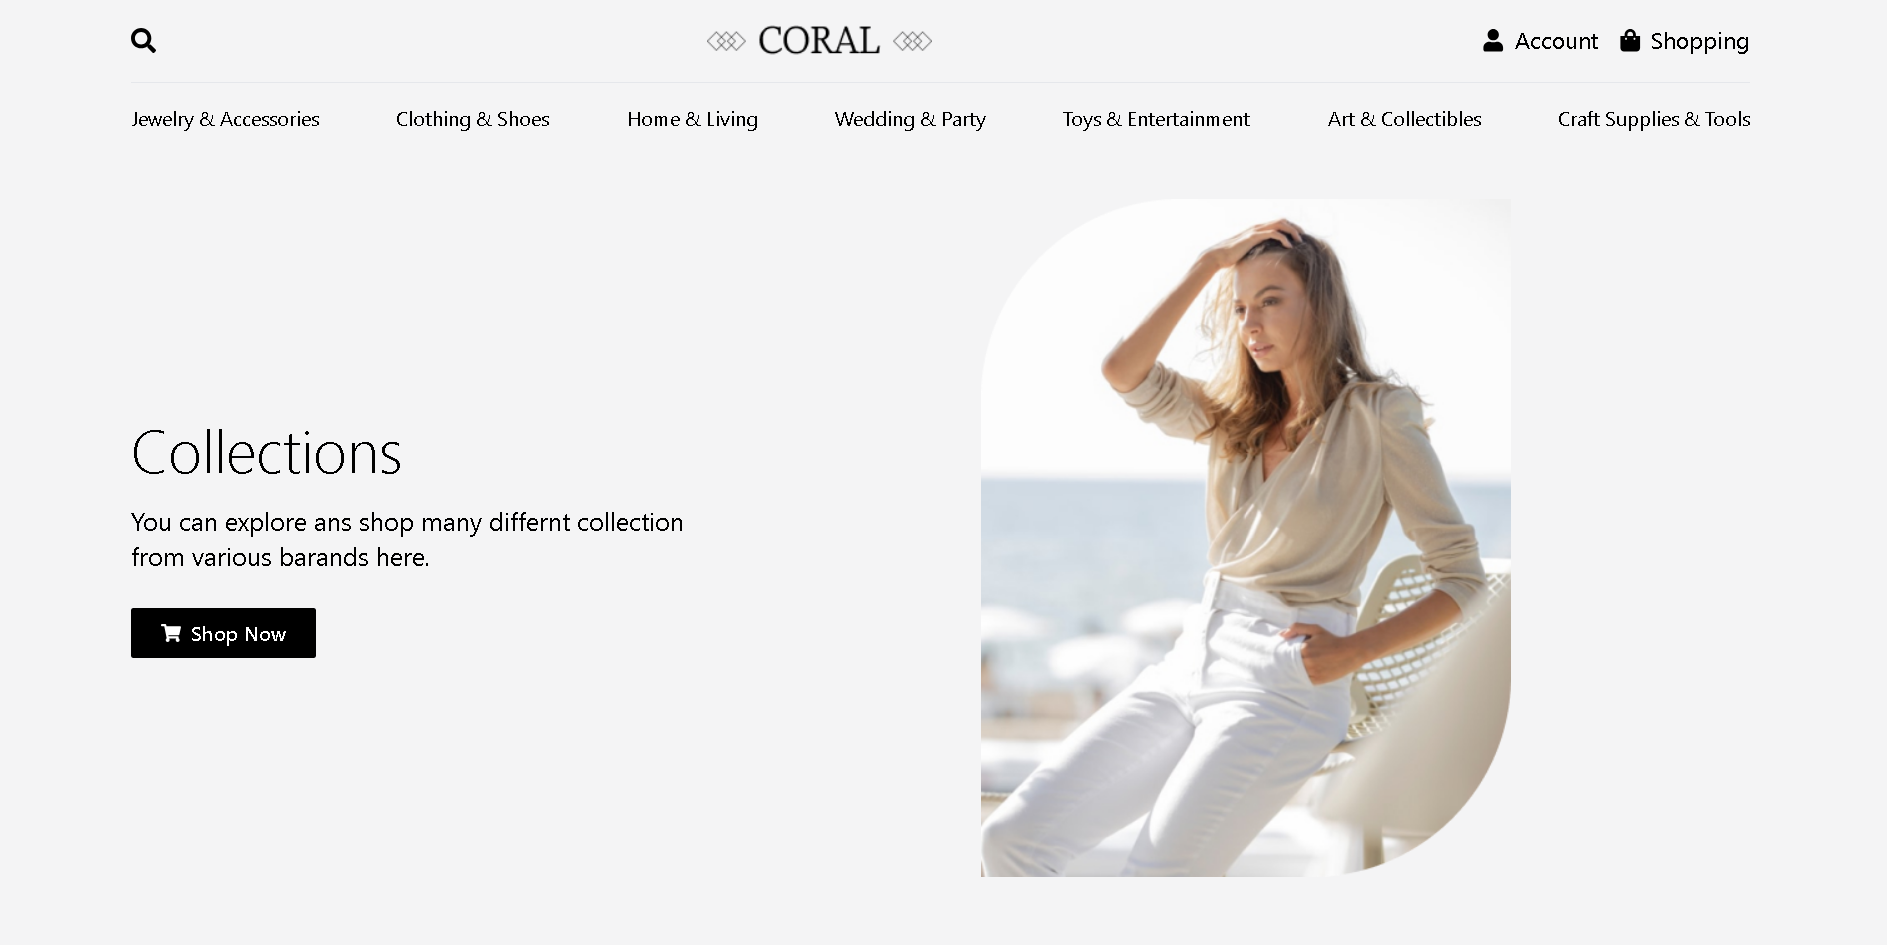 CORAL
Account Shopping
Jewelry & Accessories Clothing & Shoes Home & Living Wedding & Party Toys & Entertainment Art & Collectibles Craft Supplies & Tools
Collections
You can explore ans shop many differnt collection
from various barands here.
Shop Now